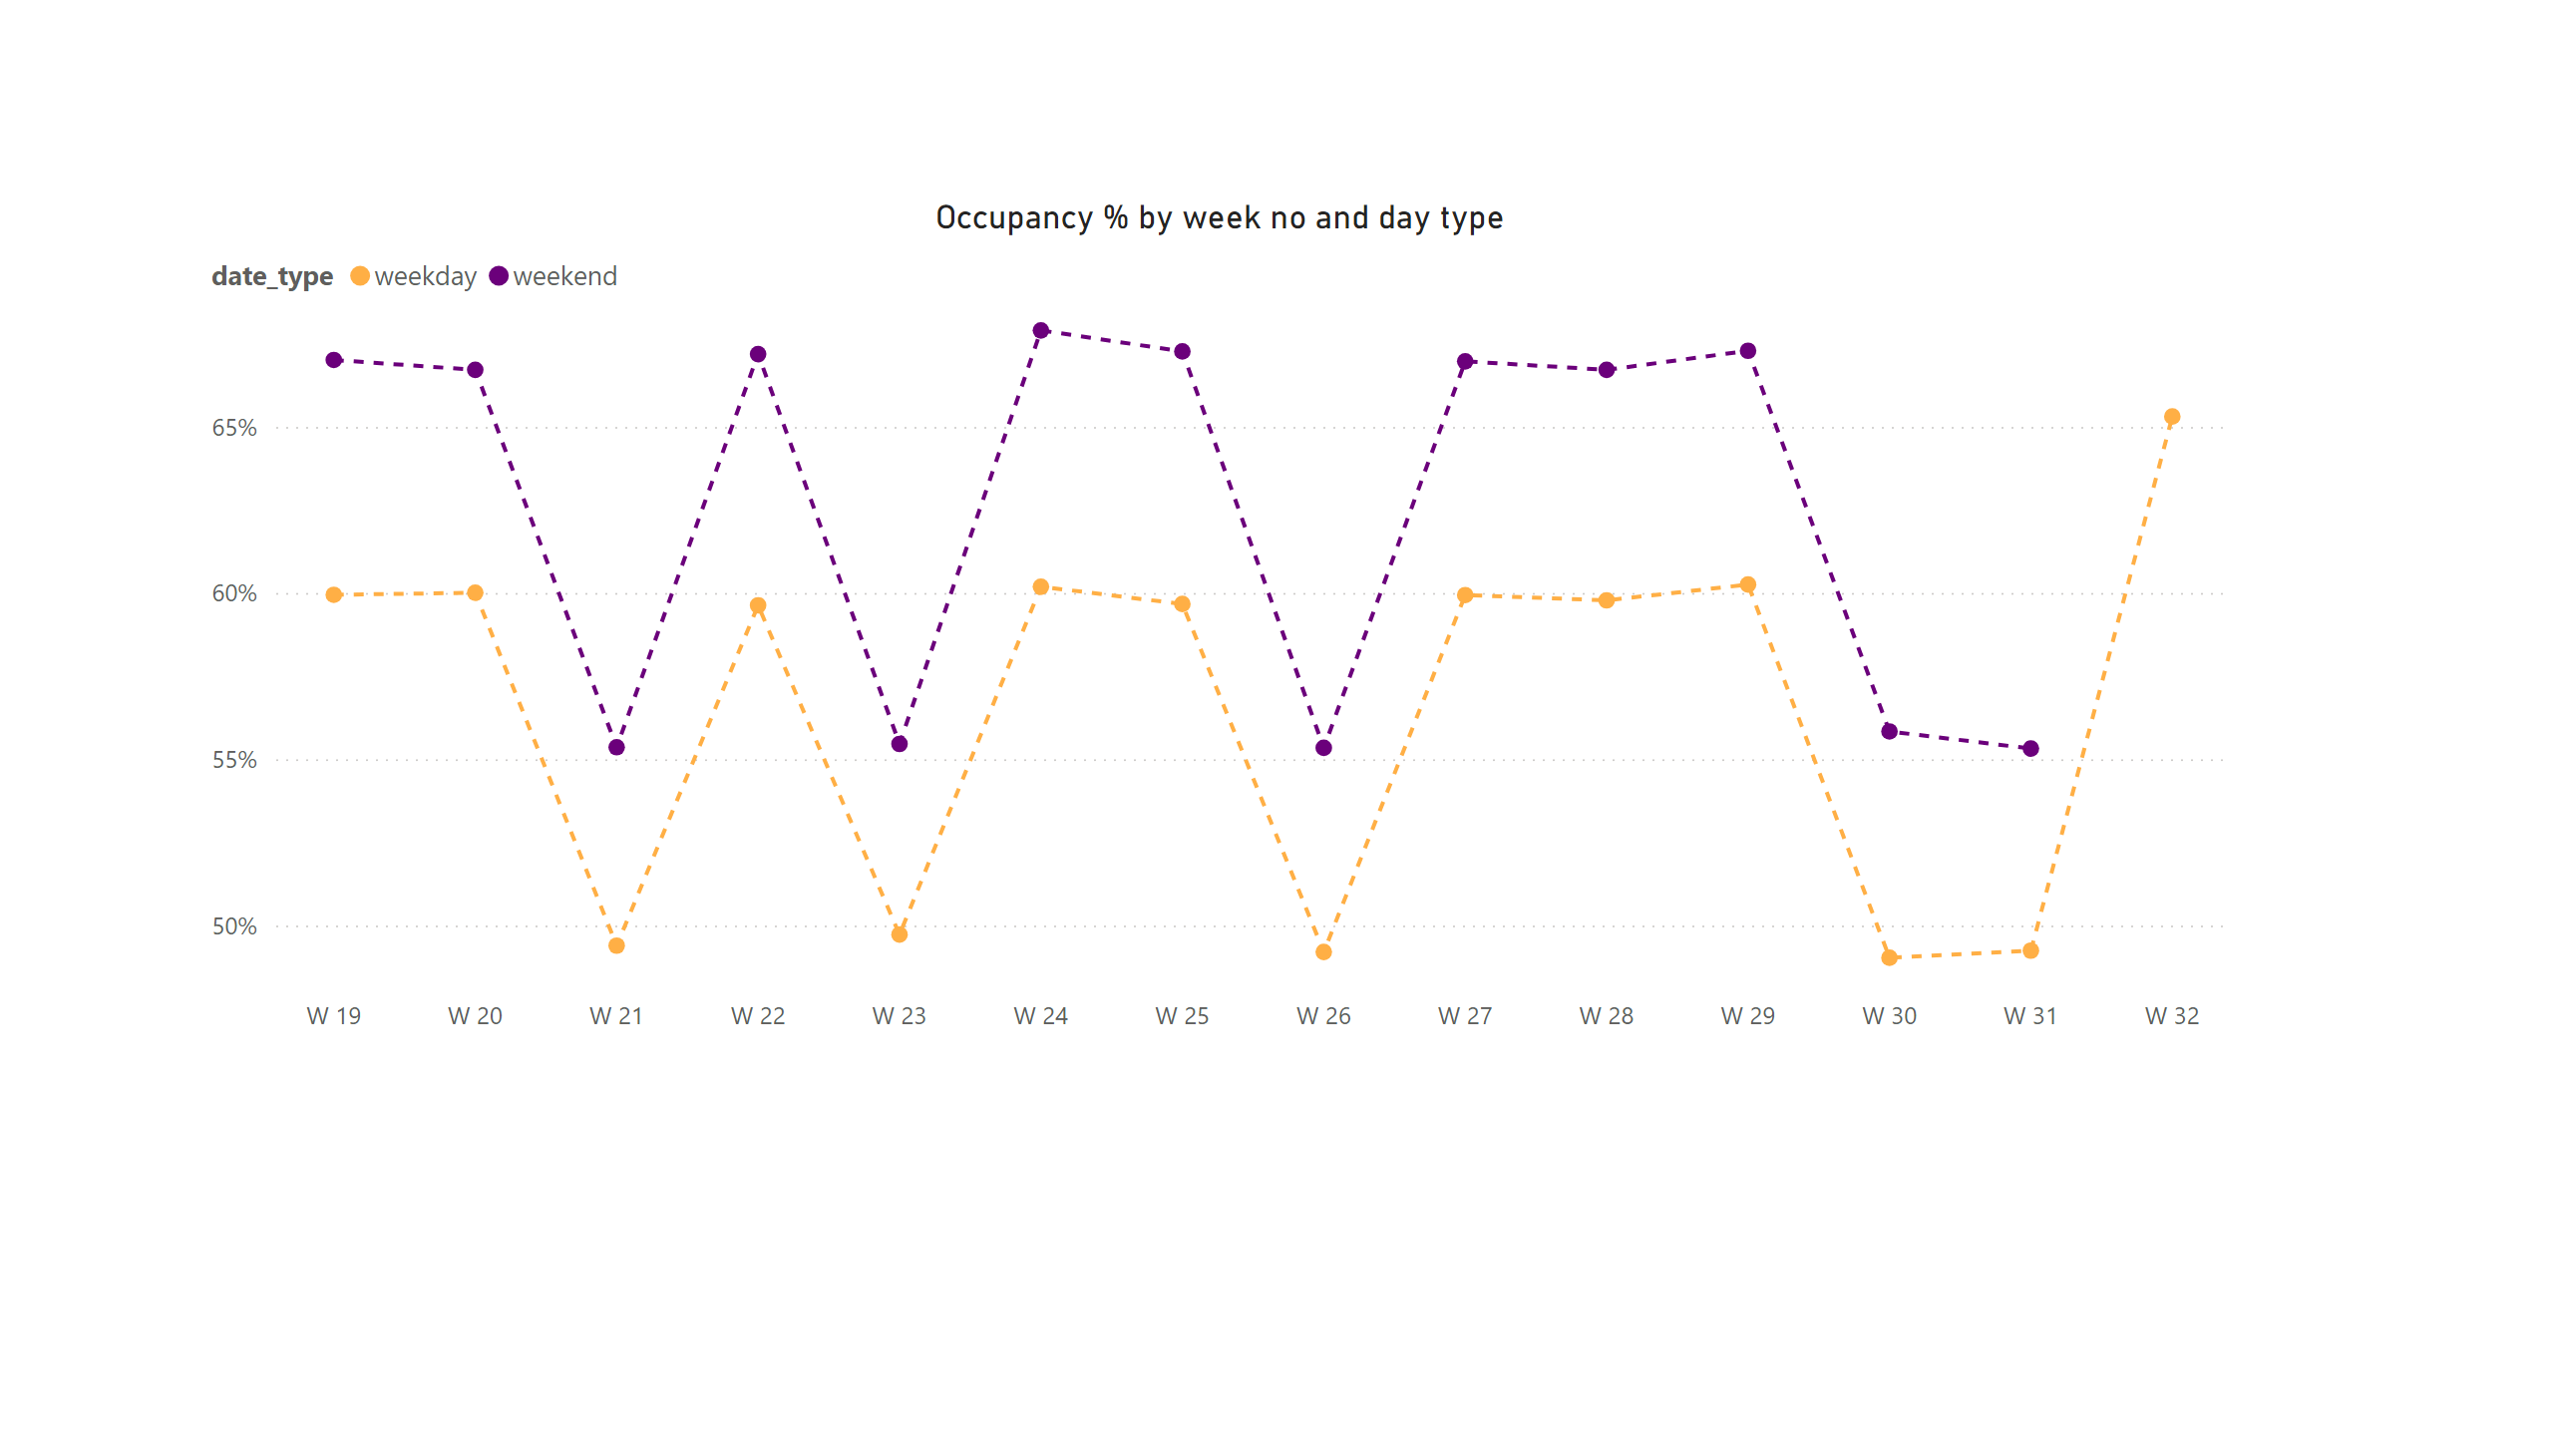 Occupancy % by week no and day type
date_type weekday weekend
65%
60%
55%
50%
W 19 W 20 W 21 W 22 W 23 W 24 W 25 W 26 W 27 W 28 W 29 W 30 W 31 W 32